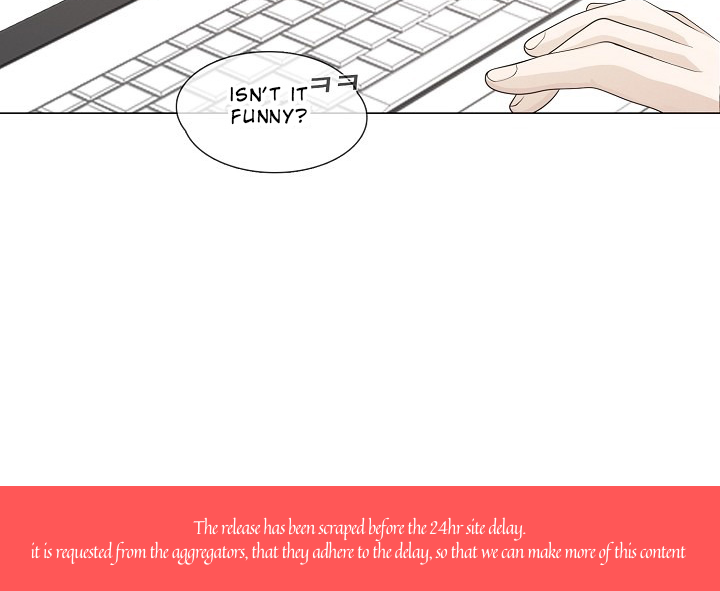 ISN'T IT ㅋㅋ
FUNNY?
The release has been scraped before the 24hr site delay.
it is requested from the aggregators, that they adhere to the delay, so that we can make more of this content